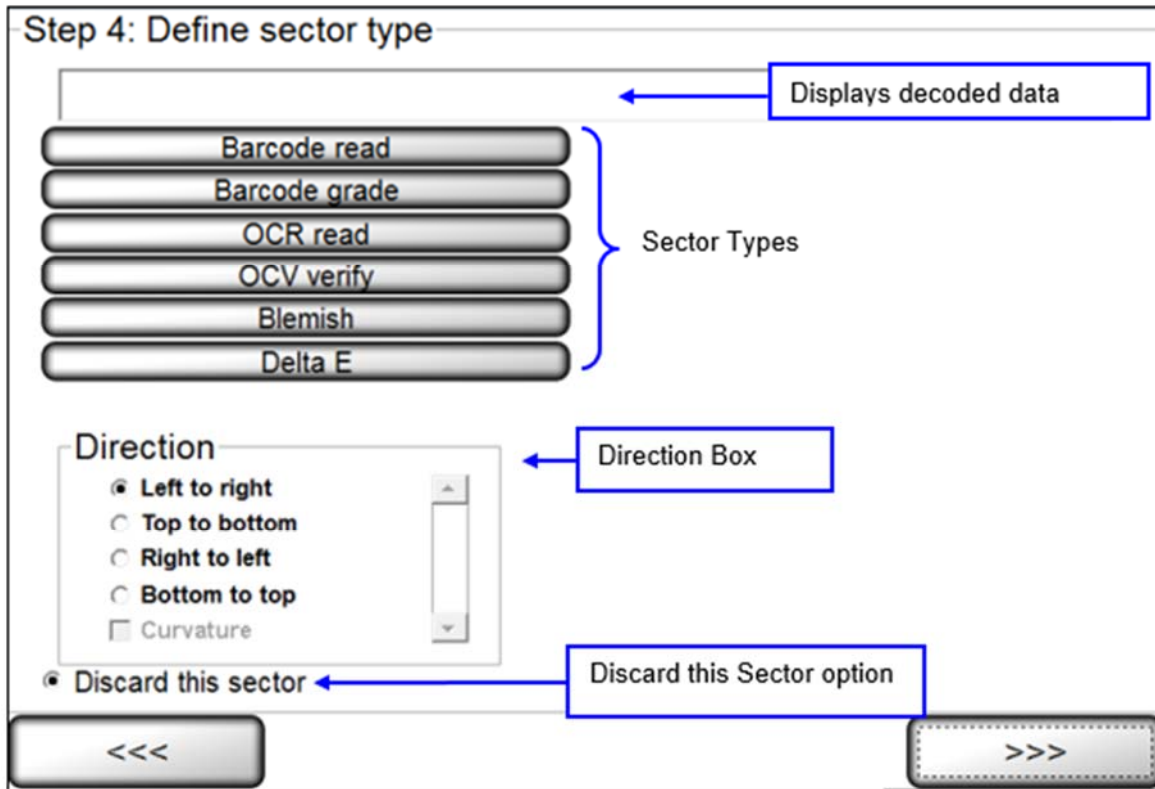 Step 4: Define sector type
Displays decoded data
Barcode read
Barcode grade
OCR read
OCV verify
Blemish
Delta E
Sector Types
Direction
Left to right
Top to bottom
Right to left
Bottom to top
Curvature
Direction Box
Discard this sector
Discard this Sector option
<<<
>>>